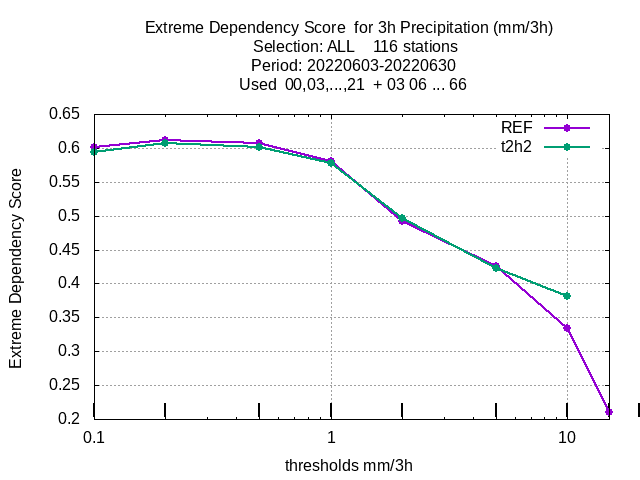 Extreme Dependency Score  for 3h Precipitation (mm/3h)
Selection: ALL    116 stations
Period: 20220603-20220630
Used  00,03,...,21  + 03 06 ... 66
REF
t2h2
0.65
0.6
0.55
0.5
0.45
0.4
0.35
0.3
0.25
0.2
Extreme Dependency Score
0.1 1 10
thresholds mm/3h